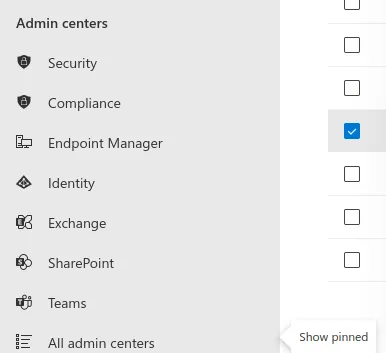 Admin centers
Security
Compliance
Endpoint Manager
Identity
Exchange
SharePoint
Teams
All admin centers
Show pinned